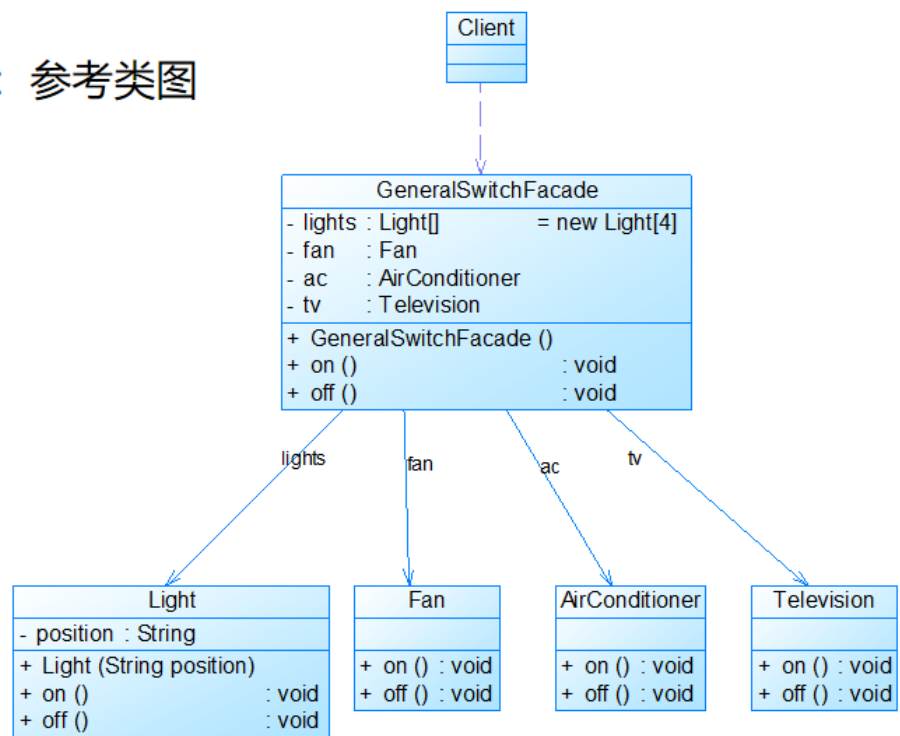 : 参考类图
Client
GeneralSwitchFacade
- lights : Light[] = new Light[4]
- fan : Fan
- ac : AirConditioner
- tv : Television
+ GeneralSwitchFacade ()
+ on () : void
+ off () : void
lights
fan
ac
tv
Light
- position : String
+ Light (String position)
+ on () : void
+ off () : void
Fan
+ on () : void
+ off () : void
AirConditioner
+ on () : void
+ off () : void
Television
+ on () : void
+ off () : void